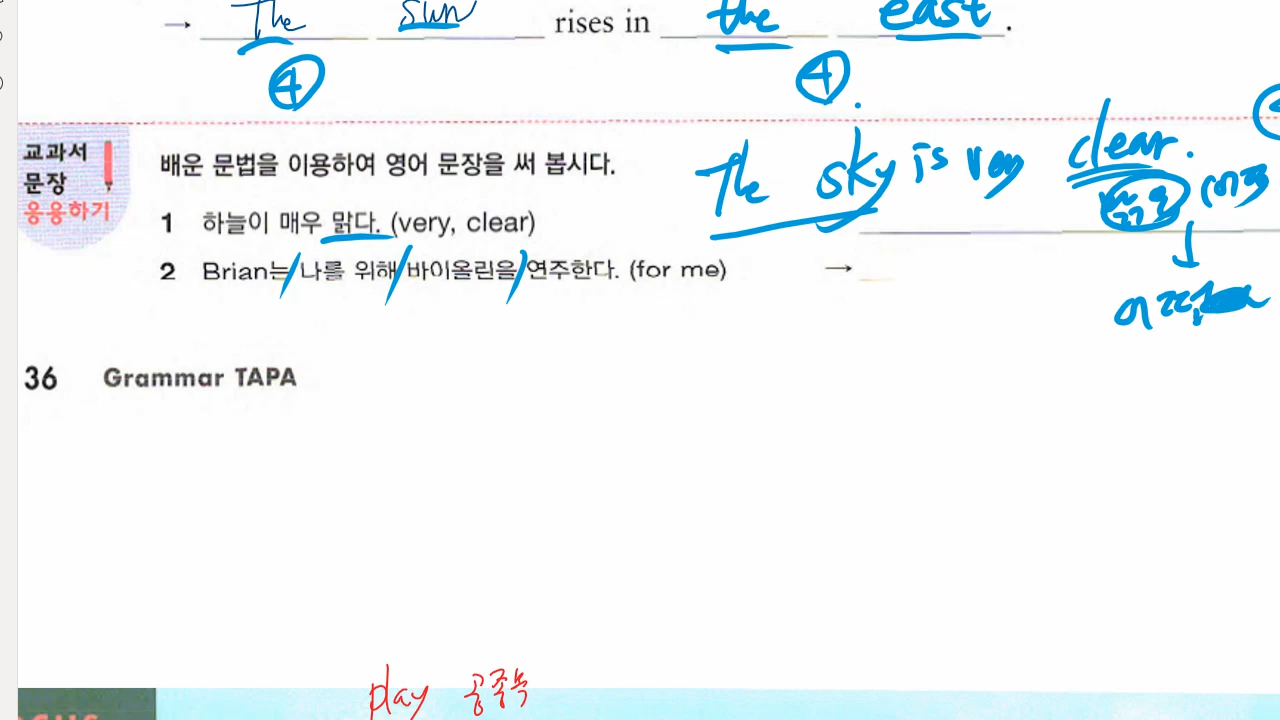 → The sun rises in the east.
④ ④
교과서
문장
응용하기
배운 문법을 이용하여 영어 문장을 써 봅시다.
The sky is very clear.
1 하늘이 매우 맑다. (very, clear)
2 Brian는/나를 위해/바이올린을/연주한다. (for me) →
36 Grammar TAPA
play